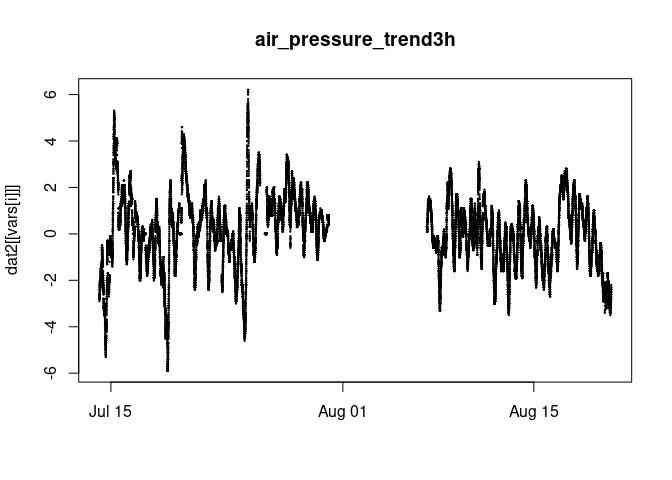 air_pressure_trend3h
dat2[[vars[i]]]
6
4
2
0
-2
-4
-6
Jul 15
Aug 01
Aug 15